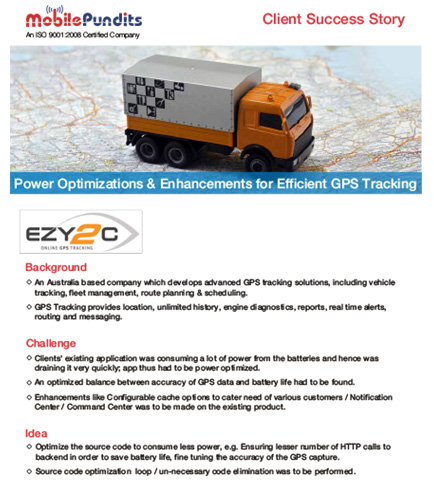 MobilePundits
Client Success Story
An ISO 9001:2008 Certified Company
Power Optimizations & Enhancements for Efficient GPS Tracking
EZY2C
ONLINE GPS TRACKING
Background
◇ An Australia based company which develops advanced GPS tracking solutions, including vehicle
tracking, fleet management, route planning & scheduling.
◇ GPS Tracking provides location, unlimited history, engine diagnostics, reports, real time alerts,
routing and messaging.
Challenge
◇ Clients' existing application was consuming a lot of power from the batteries and hence was
draining it very quickly; app thus had to be power optimized.
◇ An optimized balance between accuracy of GPS data and battery life had to be found.
◇ Enhancements like Configurable cache options to cater need of various customers / Notification
Center / Command Center was to be made on the existing product.
Idea
◇ Optimize the source code to consume less power, e.g. Ensuring lesser number of HTTP calls to
backend in order to save battery life, fine tuning the accuracy of the GPS capture.
◇ Source code optimization loop / un-necessary code elimination was to be performed.